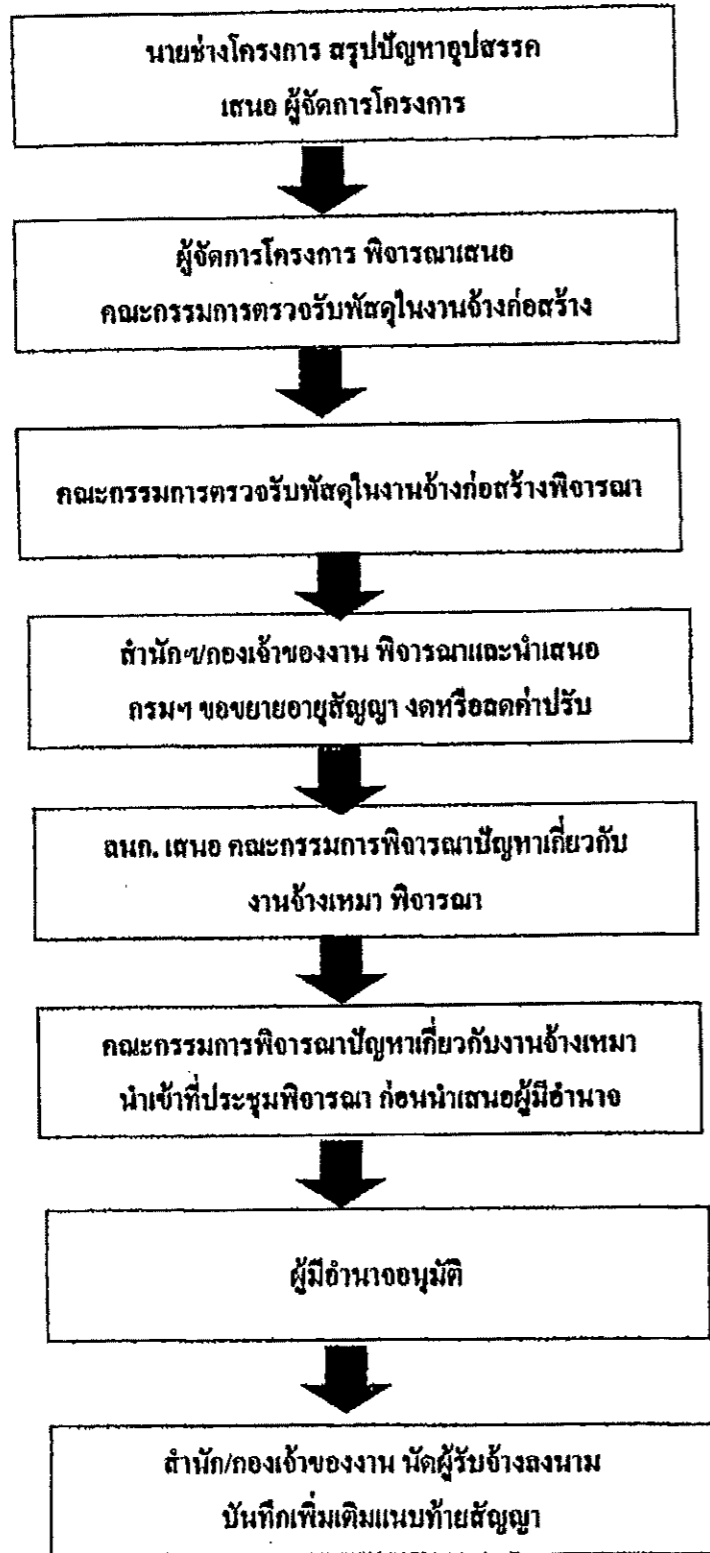 นายช่างโครงการ สรุปปัญหาอุปสรรค
เสนอ ผู้จัดการโครงการ
ผู้จัดการโครงการ พิจารณาเสนอ
คณะกรรมการตรวจรับพัสดุในงานจ้างก่อสร้าง
คณะกรรมการตรวจรับพัสดุในงานจ้างก่อสร้างพิจารณา
สำนักฯ/กองเจ้าของงาน พิจารณาและนำเสนอ
กรมฯ ขอขยายอายุสัญญา งดหรือลดค่าปรับ
ลนก. เสนอ คณะกรรมการพิจารณาปัญหาเกี่ยวกับ
งานจ้างเหมา พิจารณา
คณะกรรมการพิจารณาปัญหาเกี่ยวกับงานจ้างเหมา
นำเข้าที่ประชุมพิจารณา ก่อนนำเสนอผู้มีอำนาจ
ผู้มีอำนาจอนุมัติ
สำนัก/กองเจ้าของงาน นัดผู้รับจ้างลงนาม
บันทึกเพิ่มเติมแนบท้ายสัญญา